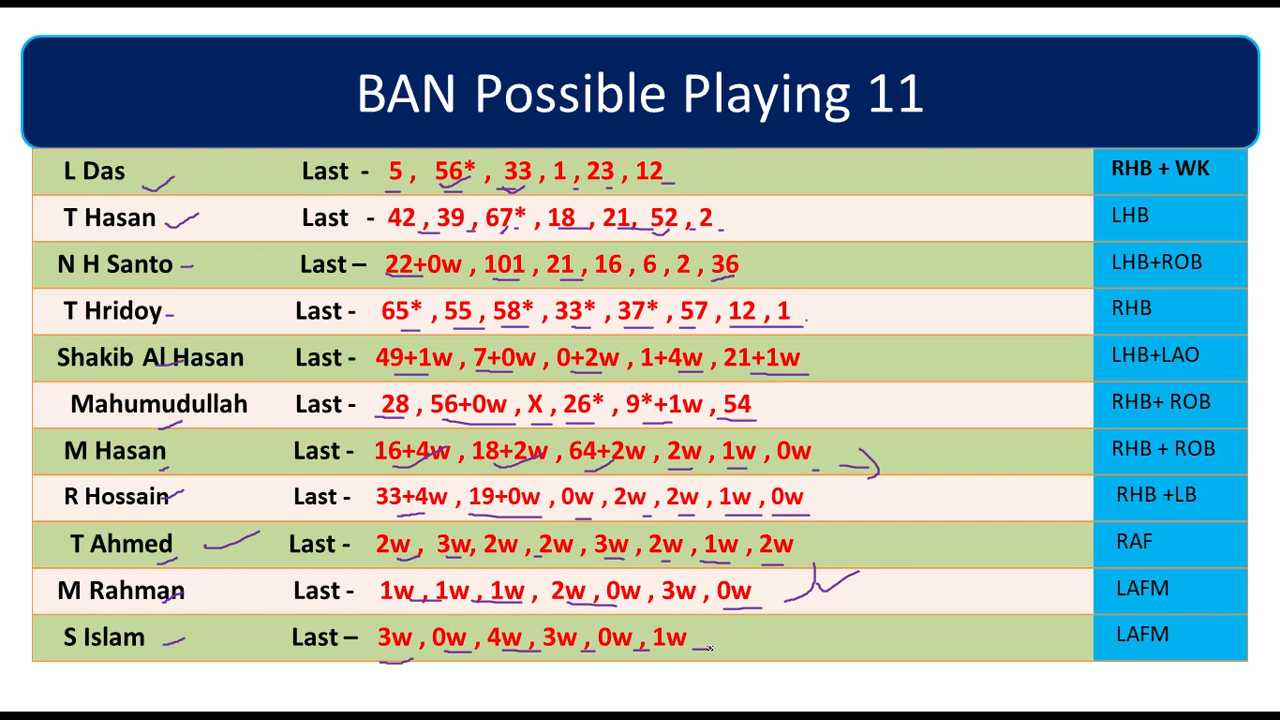 BAN Possible Playing 11
L Das Last - 5 , 56* , 33 , 1 , 23 , 12 RHB + WK
T Hasan Last - 42 , 39 , 67* , 18 , 21, 52 , 2 LHB
N H Santo Last – 22+0w , 101 , 21 , 16 , 6 , 2 , 36 LHB+ROB
T Hridoy Last - 65* , 55 , 58* , 33* , 37* , 57 , 12 , 1 RHB
Shakib Al Hasan Last - 49+1w , 7+0w , 0+2w , 1+4w , 21+1w LHB+LAO
Mahumudullah Last - 28 , 56+0w , X , 26* , 9*+1w , 54 RHB+ ROB
M Hasan Last - 16+4w , 18+2w , 64+2w , 2w , 1w , 0w RHB + ROB
R Hossain Last - 33+4w , 19+0w , 0w , 2w , 2w , 1w , 0w RHB +LB
T Ahmed Last - 2w , 3w, 2w , 2w , 3w , 2w , 1w , 2w RAF
M Rahman Last - 1w , 1w , 1w , 2w , 0w , 3w , 0w LAFM
S Islam Last – 3w , 0w , 4w , 3w , 0w , 1w LAFM